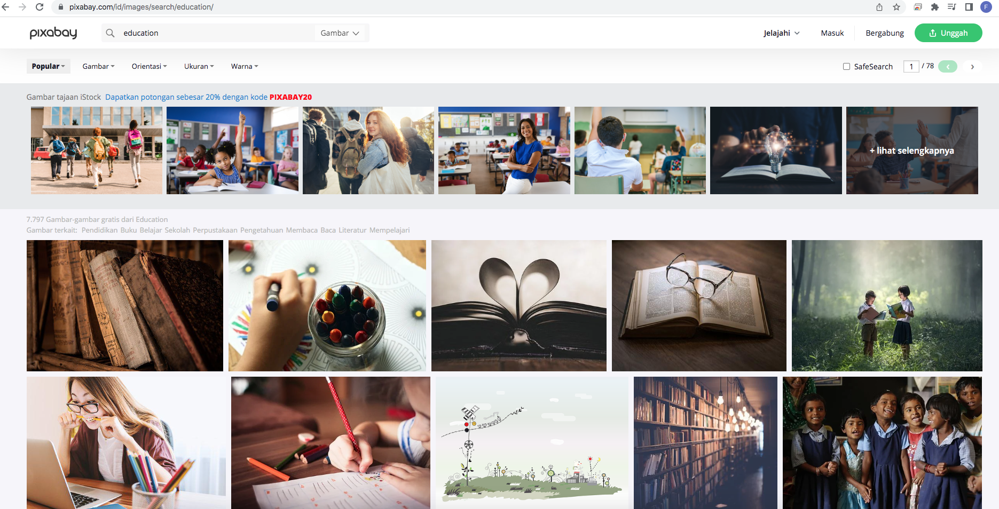 pixabay.com/id/images/search/education/
F
pixabay
education
Gambar
Jelajahi
Masuk
Bergabung
Unggah
Popular
Gambar
Orientasi
Ukuran
Warna
SafeSearch
1 / 78
Gambar tajaan iStock Dapatkan potongan sebesar 20% dengan kode PIXABAY20
+ lihat selengkapnya
7.797 Gambar-gambar gratis dari Education
Gambar terkait: Pendidikan Buku Belajar Sekolah Perpustakaan Pengetahuan Membaca Baca Literatur Mempelajari